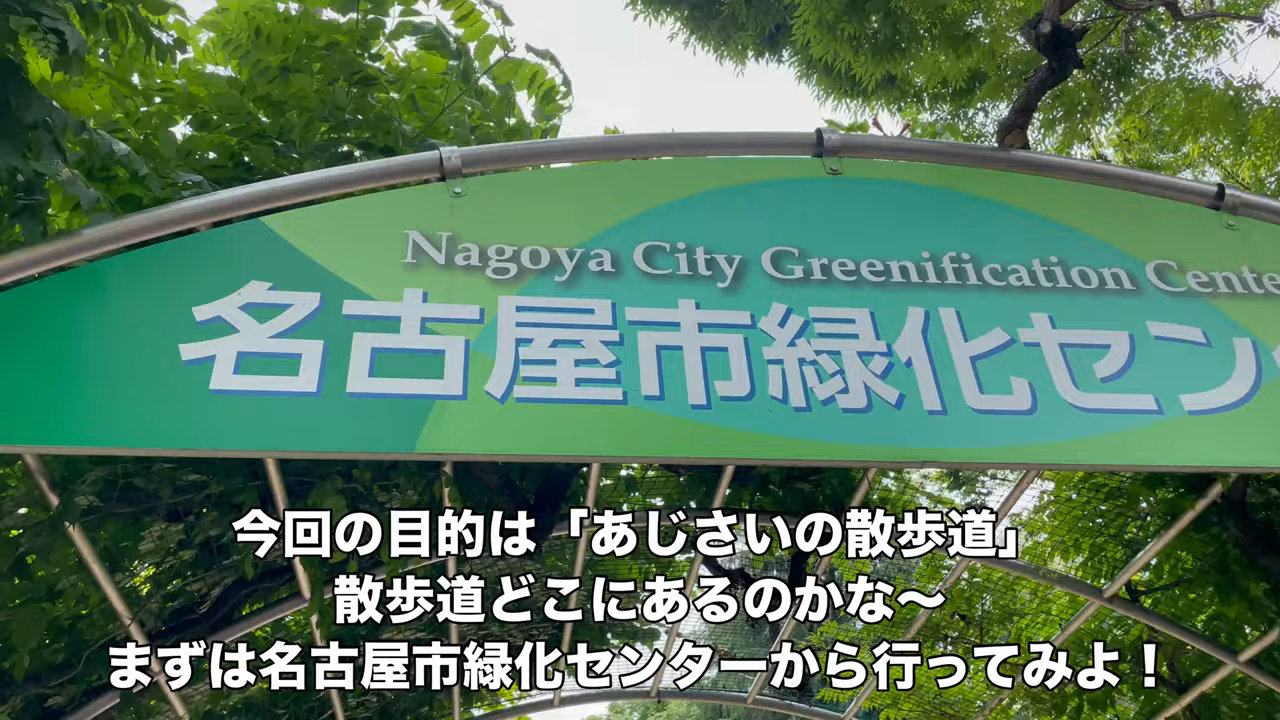 Nagoya City Greenification Cente
名古屋市緑化セン
今回の目的は「あじさいの散歩道」
散歩道どこにあるのかな〜
まずは名古屋市緑化センターから行ってみよ！